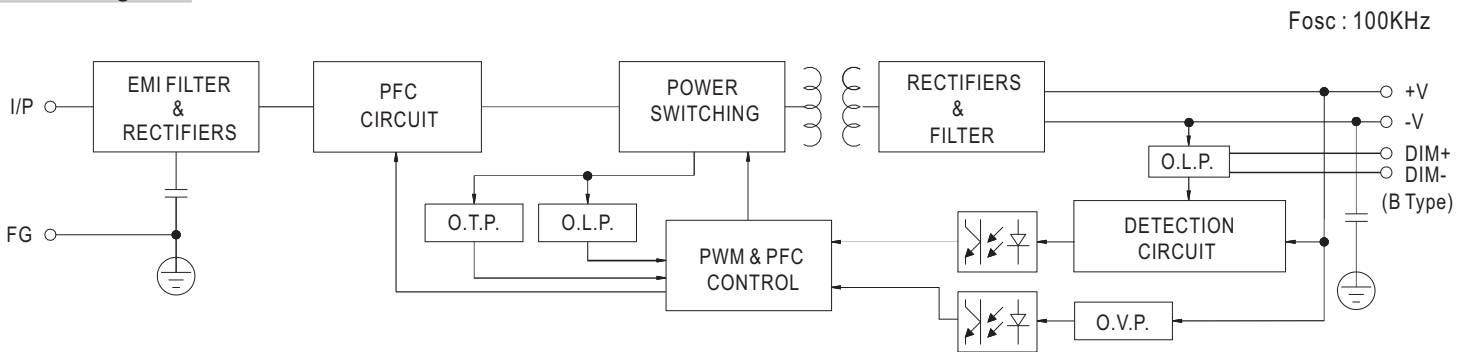 Fosc : 100KHz
I/P
EMI FILTER
&
RECTIFIERS
PFC
CIRCUIT
POWER
SWITCHING
RECTIFIERS
&
FILTER
+V
-V
DIM+
DIM-
(B Type)
O.L.P.
FG
O.T.P.
O.L.P.
PWM & PFC
CONTROL
DETECTION
CIRCUIT
O.V.P.